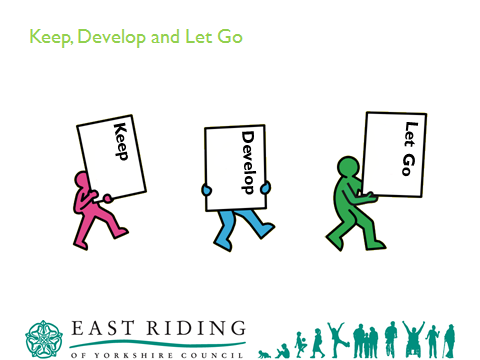 Keep, Develop and Let Go
Keep
Develop
Let Go
EAST RIDING
OF YORKSHIRE COUNCIL